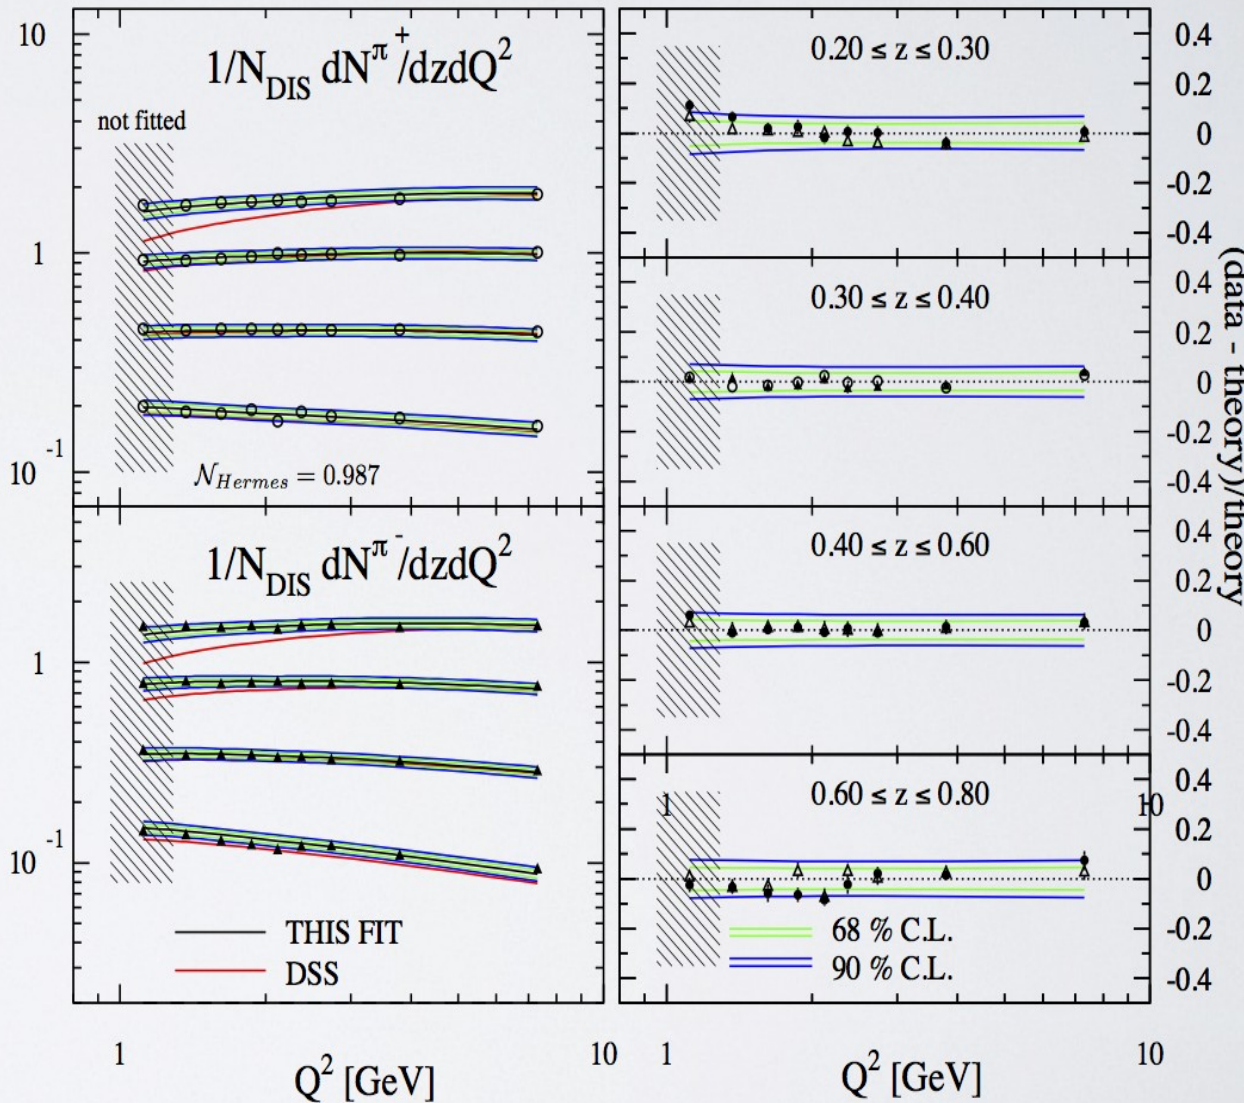 10
1/N_DIS dN^π+/dzdQ^2
not fitted
1
10^-1
N_Hermes = 0.987
1/N_DIS dN^π-/dzdQ^2
1
10^-1
THIS FIT
DSS
1
10
Q^2 [GeV]
0.20 ≤ z ≤ 0.30
0.4
0.2
0
-0.2
-0.4
0.30 ≤ z ≤ 0.40
0.4
0.2
0
-0.2
-0.4
0.40 ≤ z ≤ 0.60
0.4
0.2
0
-0.2
-0.4
0.60 ≤ z ≤ 0.80
1
10
0.4
0.2
0
-0.2
-0.4
68 % C.L.
90 % C.L.
(data - theory)/theory
1
10
Q^2 [GeV]